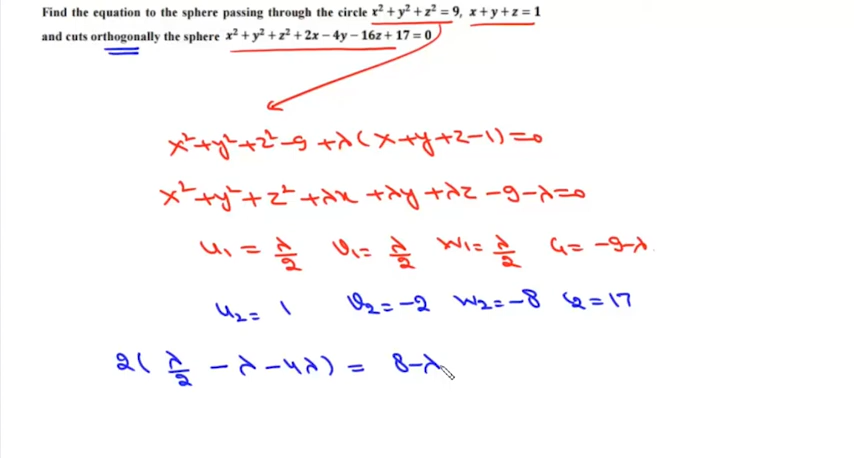 Find the equation to the sphere passing through the circle x² + y² + z² = 9, x + y + z = 1
and cuts orthogonally the sphere x² + y² + z² + 2x − 4y − 16z + 17 = 0
x²+y²+z²-9+λ(x+y+z-1)=0
x²+y²+z²+λx+λy+λz-9-λ=0
u₁ = λ/2 v₁ = λ/2 w₁ = λ/2 c₁ = -9-λ
u₂ = 1 v₂ = -2 w₂ = -8 c₂ = 17
2(λ/2 - λ - 4λ) = 8-λ